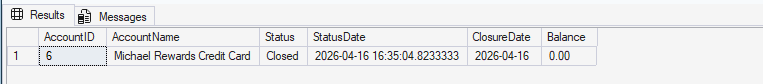 Results Messages
AccountID AccountName Status StatusDate ClosureDate Balance
1 6 Michael Rewards Credit Card Closed 2026-04-16 16:35:04.8233333 2026-04-16 0.00